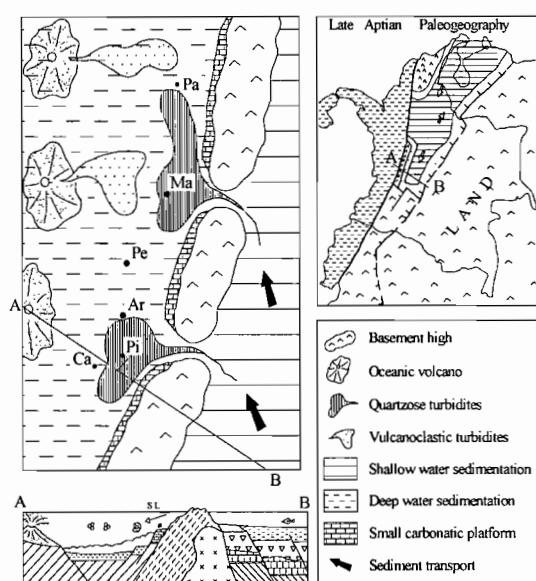 Late Aptian Paleogeography
A
B
LAND
Pa
Ma
Pe
A
Ar
Pi
Ca
B
Basement high
Oceanic volcano
Quartzose turbidites
Vulcanoclastic turbidites
Shallow water sedimentation
Deep water sedimentation
Small carbonatic platform
Sediment transport
A
SL
B